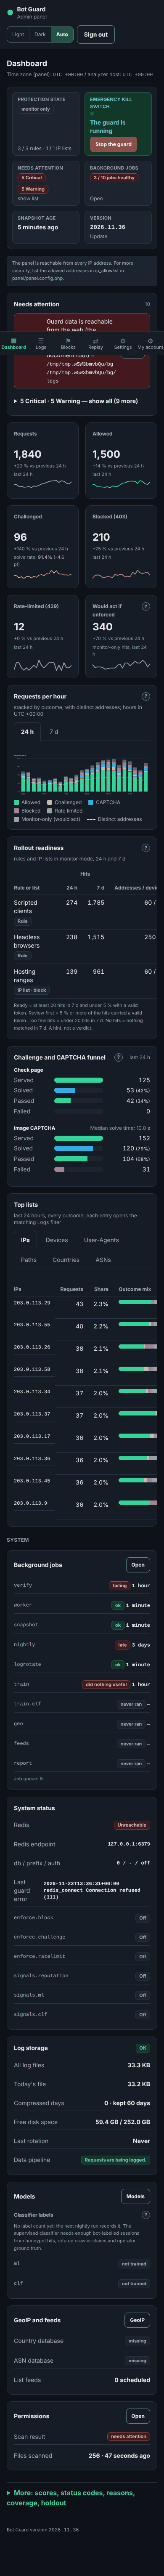 Bot Guard
Admin panel
Light Dark Auto Sign out
Dashboard
Time zone (panel): UTC +00:00 / analyzer host: UTC +00:00
PROTECTION STATE
monitor only
3 / 3 rules · 1 / 1 IP lists
EMERGENCY KILL SWITCH
The guard is running
Stop the guard
NEEDS ATTENTION
5 Critical
5 Warning
show list
BACKGROUND JOBS
3 / 10 jobs healthy
Open
SNAPSHOT AGE
5 minutes ago
VERSION
2026.11.36
Update
The panel is reachable from every IP address. For more
security, list the allowed addresses in ip_allowlist in
Needs attention 10
Guard data is reachable
from the web (the
Dashboard Logs Blocks Replay Settings My account
document root) —
/tmp/tmp.wSWGbmvbQu/bg
/tmp/tmp.wSWGbmvbQu/bg/
logs
▶ 5 Critical · 5 Warning — show all (9 more)
Requests
1,840
+23 % vs previous 24 h
last 24 h
Allowed
1,500
+14 % vs previous 24 h
last 24 h
Challenged
96
+140 % vs previous 24 h
solve rate: 91.4% (-4.6
pt)
Blocked (403)
210
+75 % vs previous 24 h
last 24 h
Rate-limited (429)
12
+0 % vs previous 24 h
last 24 h
Would act if
enforced
?
340
+70 % vs previous 24 h
monitor-only hits, last 24
h
Requests per hour ?
stacked by outcome, with distinct addresses; hours in
UTC +00:00
24 h 7 d
Allowed Challenged CAPTCHA
Blocked Rate limited
Monitor-only (would act) Distinct addresses
Rollout readiness ?
rules and IP lists in monitor mode; 24 h and 7 d
Hits
Rule or list 24 h 7 d Addresses / devi
Scripted
clients
Rule
274 1,785 60 /
Headless
browsers
Rule
238 1,515 250
Hosting
ranges
IP list · block
139 961 60 /
Ready = at least 20 hits in 7 d and under 5 % with a valid
token. Review first = 5 % or more of the hits carried a valid
token. Too few hits = under 20 hits in 7 d. No hits = nothing
matched in 7 d. A hint, not a verdict.
Challenge and CAPTCHA funnel ? last 24 h
Check page
Served 125
Solved 53 (42%)
Passed 42 (34%)
Failed 0
Image CAPTCHA Median solve time: 10.0 s
Served 152
Solved 120 (79%)
Passed 104 (68%)
Failed 31
Top lists
last 24 hours, every outcome; each entry opens the
matching Logs filter
IPs Devices User-Agents
Paths Countries ASNs
IPs Requests Share Outcome mix
203.0.113.29 43 2.3%
203.0.113.55 40 2.2%
203.0.113.26 38 2.1%
203.0.113.58 38 2.1%
203.0.113.34 37 2.0%
203.0.113.37 37 2.0%
203.0.113.17 36 2.0%
203.0.113.36 36 2.0%
203.0.113.45 36 2.0%
203.0.113.9 36 2.0%
SYSTEM
Background jobs Open
verify failing 1 hour
worker ok 1 minute
snapshot ok 1 minute
nightly late 3 days
logrotate ok 1 minute
train did nothing useful 1 hour
train-clf never ran —
geo never ran —
feeds never ran —
report never ran —
Job queue: 0
System status
Redis Unreachable
Redis endpoint 127.0.0.1:6379
db / prefix / auth 0 / - / off
Last
guard
error
2026-11-23T13:36:31+00:00
redis_connect Connection refused
[111]
enforce.block Off
enforce.challenge Off
enforce.ratelimit Off
signals.reputation Off
signals.ml Off
signals.clf Off
Log storage OK
All log files 33.3 KB
Today's file 33.2 KB
Compressed days 0 · kept 60 days
Free disk space 59.4 GB / 252.0 GB
Last rotation Never
Data pipeline Requests are being logged.
Models Models
Classifier labels ?
No label count yet: the next nightly run records it. The
supervised classifier needs enough bot-labelled sessions
from honeypot hits, refuted crawler claims and operator
ground truth.
ml not trained
clf not trained
GeoIP and feeds GeoIP
Country database missing
ASN database missing
List feeds 0 scheduled
Permissions Open
Scan result needs attention
Files scanned 256 · 47 seconds ago
▶ More: scores, status codes, reasons,
coverage, holdout
Bot Guard version: 2026.11.36